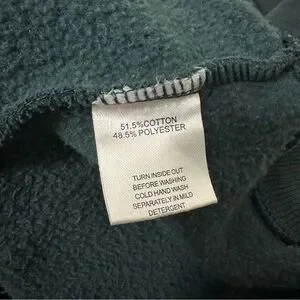 51.5%COTTON
48.5% POLYESTER
TURN INSIDE OUT
BEFORE WASHING
COLD HAND WASH
SEPARATELY IN MILD
DETERGENT